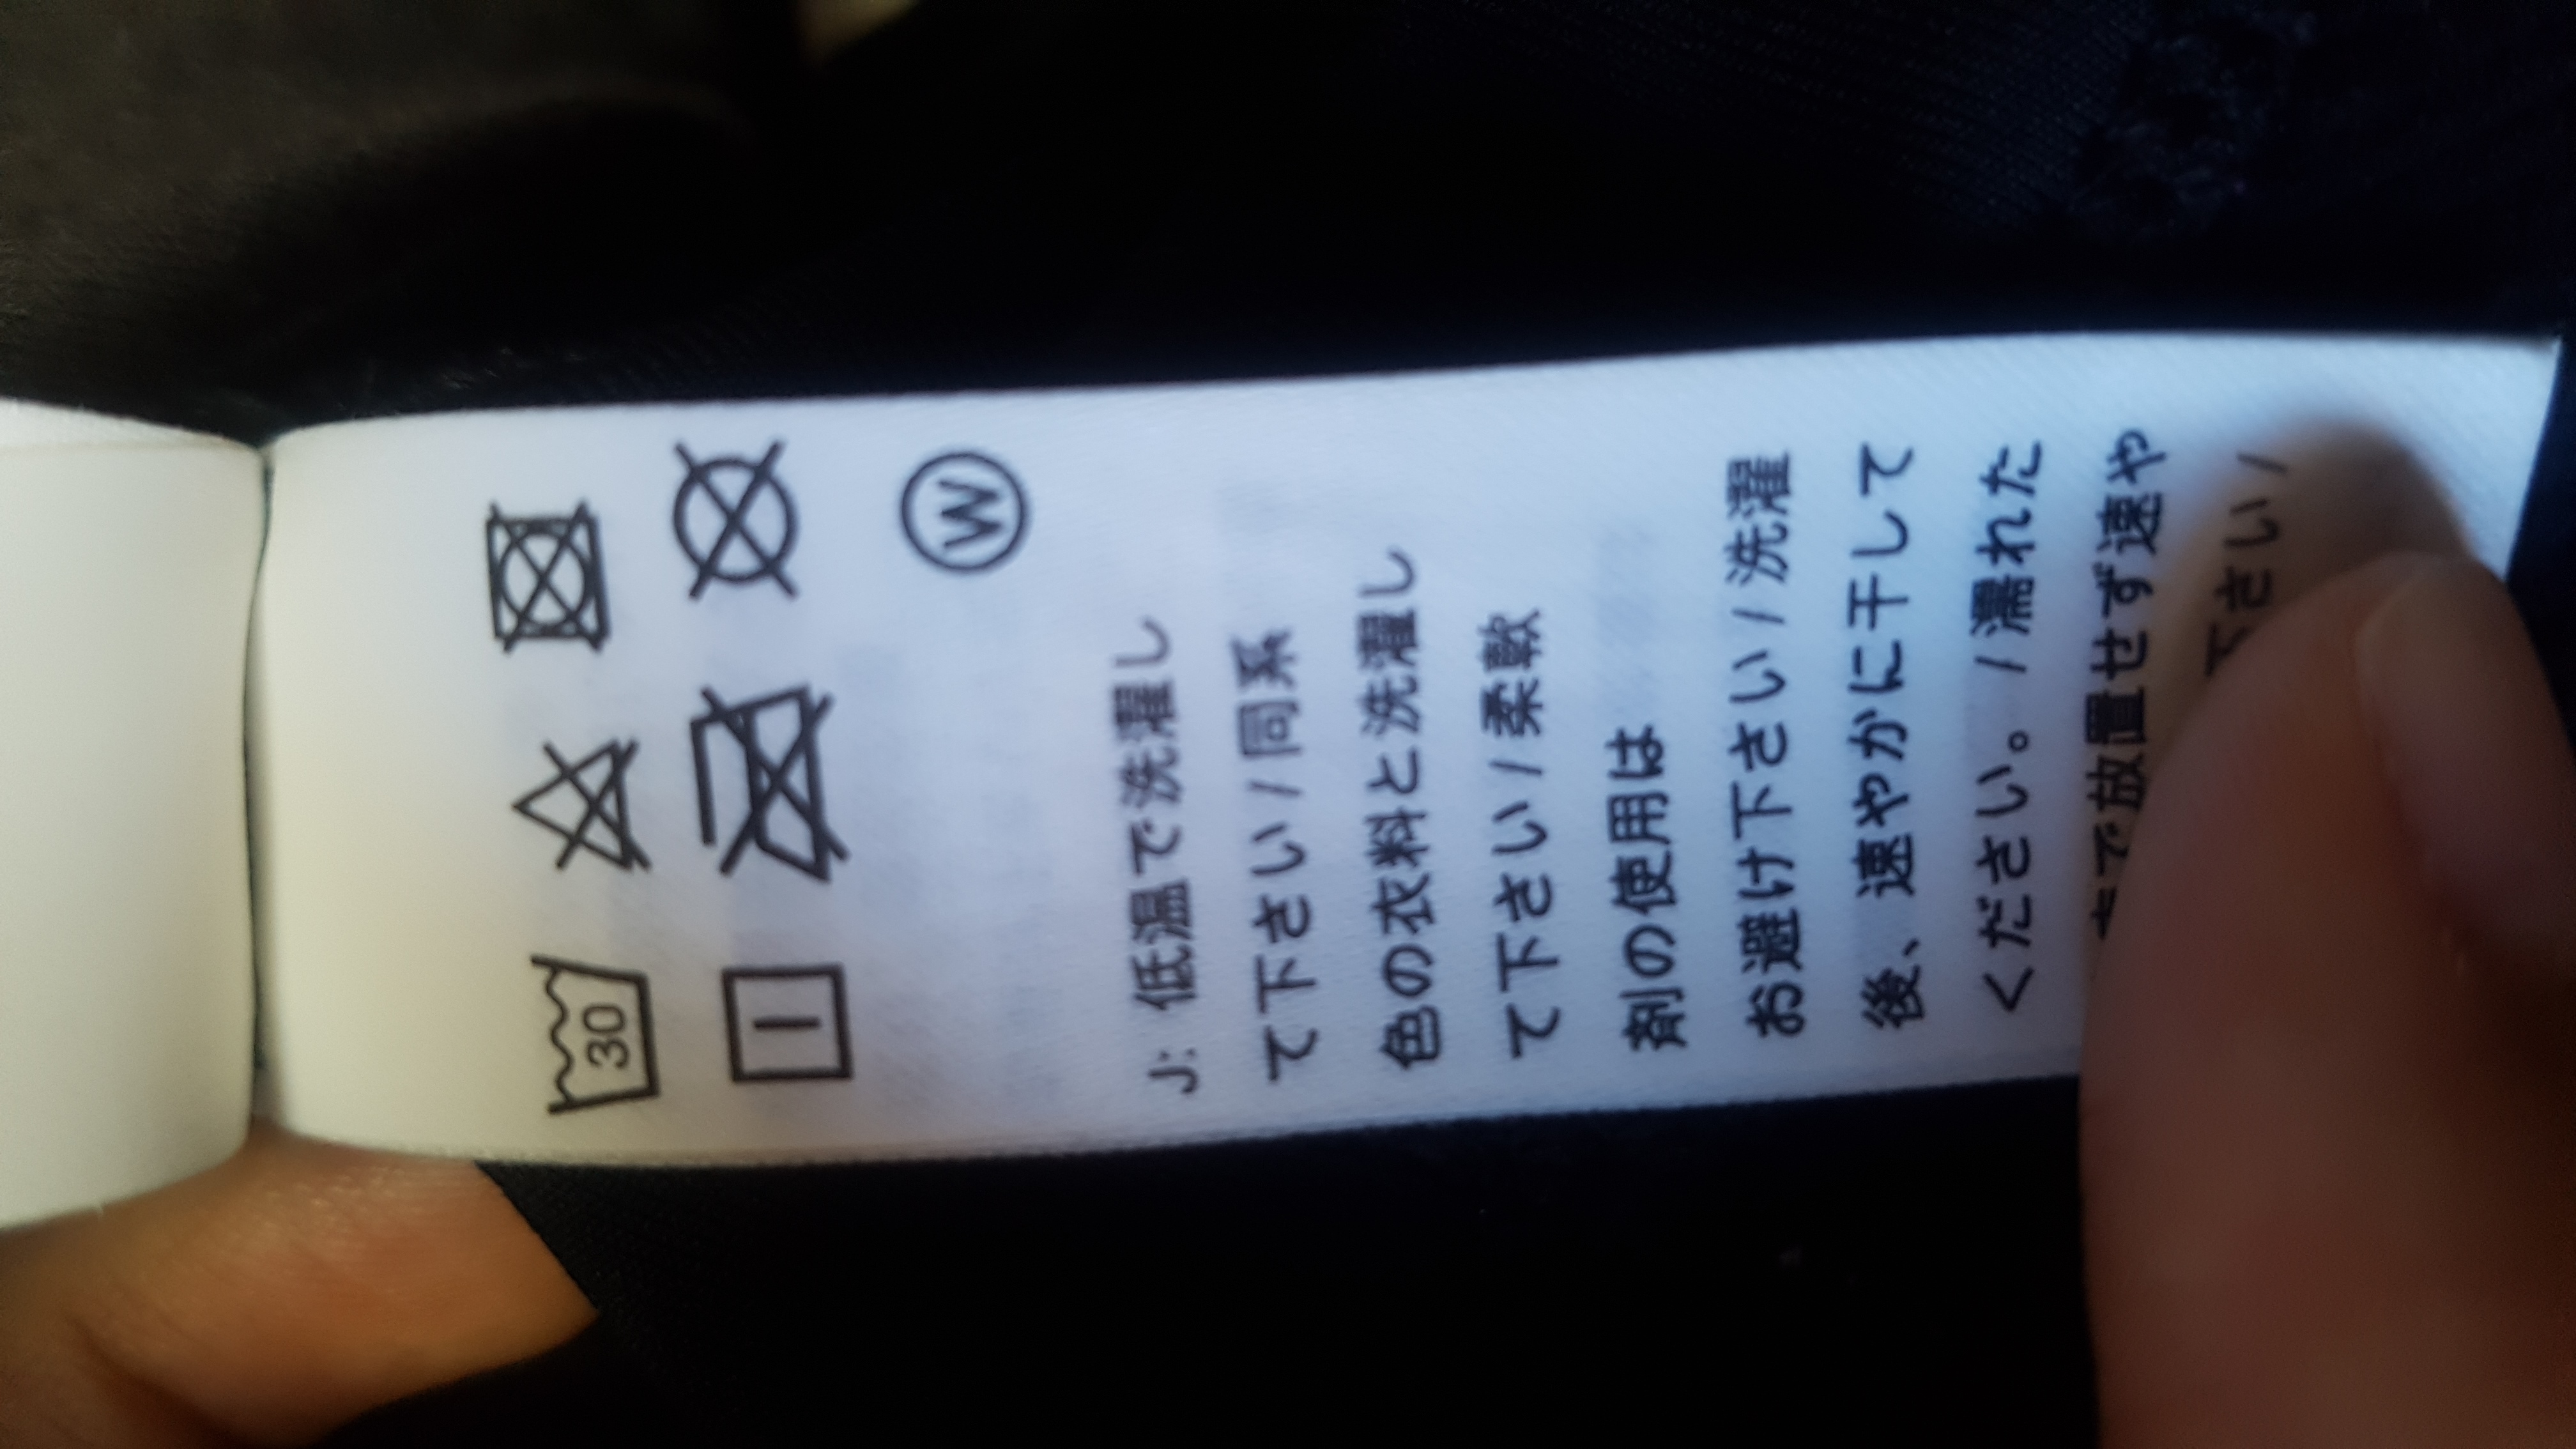 30
W
J: 低温で洗濯し
て下さい / 同系
色の衣料と洗濯し
て下さい / 柔軟
剤の使用は
お避け下さい / 洗濯
後、速やかに干して
ください。 / 濡れた
まで放置せず速や
下さい /